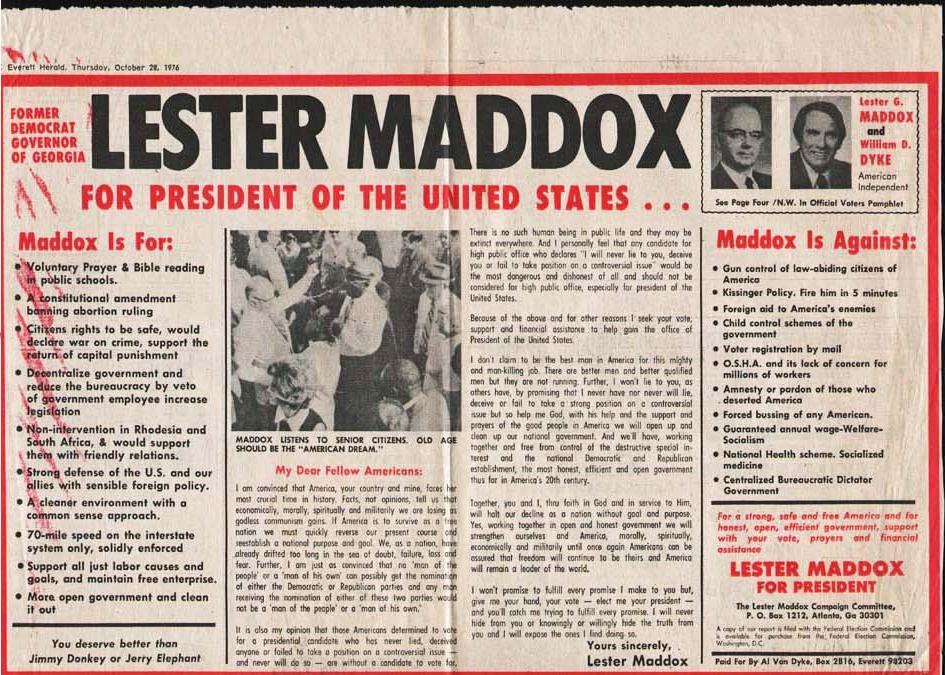 Everett Herald, Thursday, October 28, 1976
FORMER
DEMOCRAT
GOVERNOR
OF GEORGIA
LESTER MADDOX
FOR PRESIDENT OF THE UNITED STATES . . .
Lester G.
MADDOX
and
William D.
DYKE
American
Independent
See Page Four /N.W. In Official Voters Pamphlet
Maddox Is For:
• Voluntary Prayer & Bible reading
in public schools.
• A constitutional amendment
banning abortion ruling
• Citizens rights to be safe, would
declare war on crime, support the
return of capital punishment
• Decentralize government and
reduce the bureaucracy by veto
of government employee increase
legislation
• Non-intervention in Rhodesia and
South Africa, & would support
them with friendly relations.
• Strong defense of the U.S. and our
allies with sensible foreign policy.
• A cleaner environment with a
common sense approach.
• 70-mile speed on the interstate
system only, solidly enforced
• Support all just labor causes and
goals, and maintain free enterprise.
• More open government and clean
it out
You deserve better than
Jimmy Donkey or Jerry Elephant
MADDOX LISTENS TO SENIOR CITIZENS. OLD AGE
SHOULD BE THE "AMERICAN DREAM."
My Dear Fellow Americans:
I am convinced that America, your country and mine, faces her
most crucial time in history. Facts, not opinions, tell us that
economically, morally, spiritually and militarily we are losing as
godless communism gains. If America is to survive as a free
nation we must quickly reverse our present course and
reestablish a national purpose and goal. We, as a nation, have
already drifted too long in the sea of doubt, failure, loss and
fear. Further, I am just as convinced that no 'man of the
people' or a 'man of his own' can possibly get the nomination
of either the Democratic or Republican parties and any man
receiving the nomination of either of these two parties would
not be a 'man of the people' or a 'man of his own.'
It is also my opinion that those Americans determined to vote
for a presidential candidate who has never lied, deceived
anyone or failed to take a position on a controversial issue —
and never will do so — are without a candidate to vote for.
There is no such human being in public life and they may be
extinct everywhere. And I personally feel that any candidate for
high public office who declares "I will never lie to you, deceive
you or fail to take position on a controversial issue" would be
the most dangerous and dishonest of all and should not be
considered for high public office, especially for president of the
United States.
Because of the above and for other reasons I seek your vote,
support and financial assistance to help gain the office of
President of the United States.
I don't claim to be the best man in America for this mighty
and man-killing job. There are better men and better qualified
men but they are not running. Further, I won't lie to you, as
others have, by promising that I never have nor never will lie,
deceive or fail to take a strong position on a controversial
issue but so help me God, with his help and the support and
prayers of the good people in America we will open up and
clean up our national government. And we'll have, working
together and free from control of the destructive special in-
terest and the national Democratic and Republican
establishment, the most honest, efficient and open government
thus far in America's 20th century.
Together, you and I, thru faith in God and in service to Him,
will halt our decline as a nation without goal and purpose.
Yes, working together in open and honest government we will
strengthen ourselves and America, morally, spiritually,
economically and militarily until once again Americans can be
assured that freedom will continue to be theirs and America
will remain a leader of the world.
I won't promise to fulfill every promise I make to you but,
give me your hand, your vote — elect me your president —
and you'll catch me trying to fulfill every promise. I will never
hide from you or knowingly or willingly hide the truth from
you and I will expose the ones I find doing so.
Yours sincerely,
Lester Maddox
Maddox Is Against:
• Gun control of law-abiding citizens of
America
• Kissinger Policy. Fire him in 5 minutes
• Foreign aid to America's enemies
• Child control schemes of the
government
• Voter registration by mail
• O.S.H.A. and its lack of concern for
millions of workers
• Amnesty or pardon of those who
deserted America
• Forced bussing of any American.
• Guaranteed annual wage-Welfare-
Socialism
• National Health scheme. Socialized
medicine
• Centralized Bureaucratic Dictator
Government
For a strong, safe and free America and for
honest, open, efficient government, support
with your vote, prayers and financial
assistance
LESTER MADDOX
FOR PRESIDENT
The Lester Maddox Campaign Committee,
P. O. Box 1212, Atlanta, Ga 30301
A copy of our report is filed with the Federal Election Commission and
is available for purchase from the Federal Election Commission,
Washington, D.C.
Paid For By Al Van Dyke, Box 2816, Everett 98203